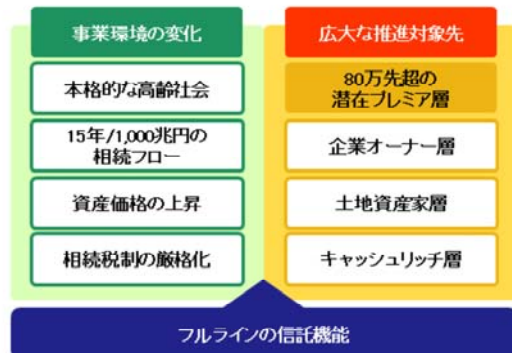 事業環境の変化
本格的な高齢社会
15年/1,000兆円の
相続フロー
資産価格の上昇
相続税制の厳格化
広大な推進対象先
80万先超の
潜在プレミア層
企業オーナー層
土地資産家層
キャッシュリッチ層
フルラインの信託機能